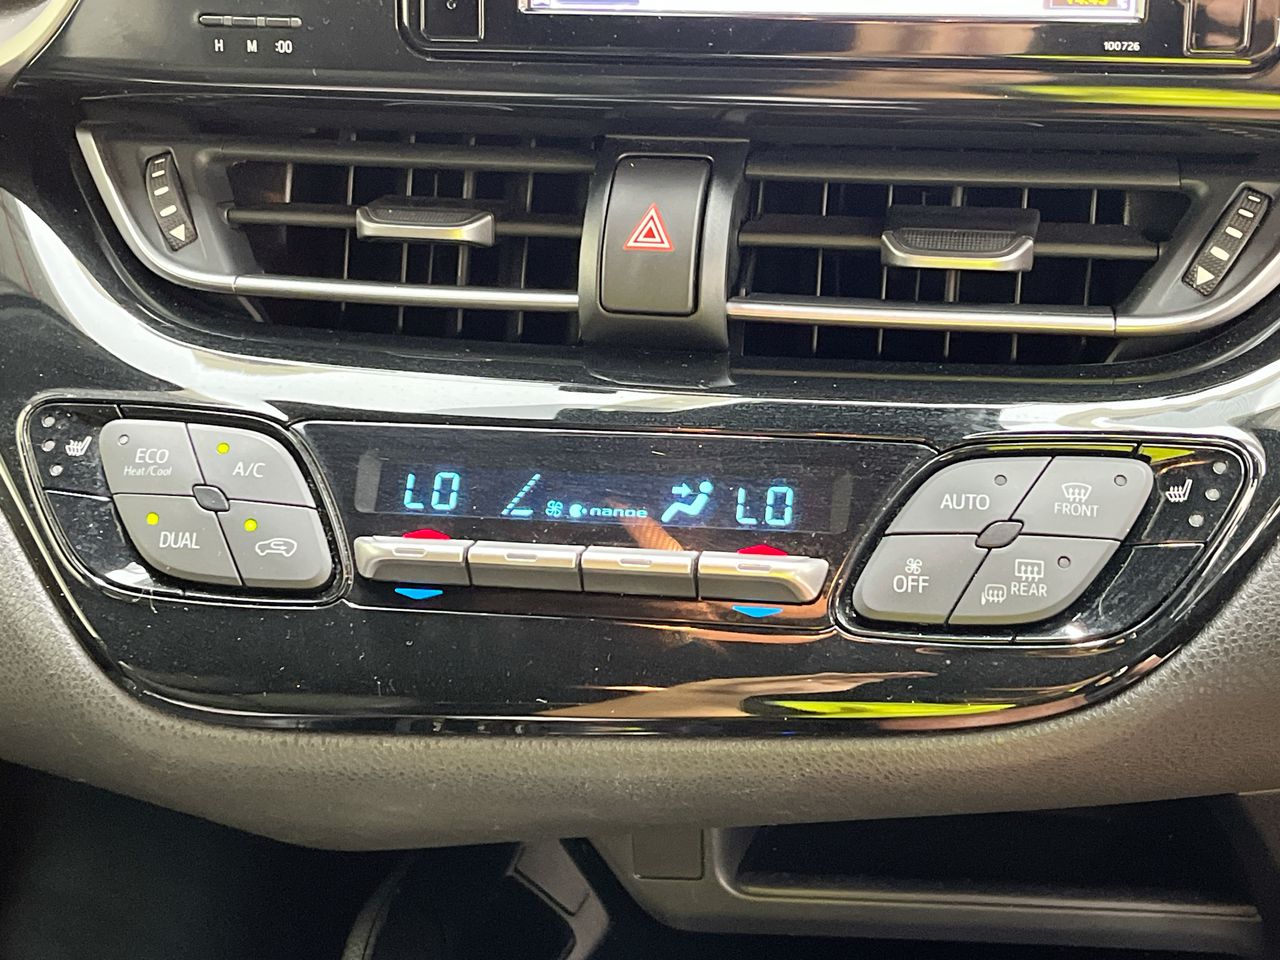 H M :00
100726
ECO
Heat/Cool
A/C
DUAL
LO
nanoe
LO
AUTO
FRONT
OFF
REAR